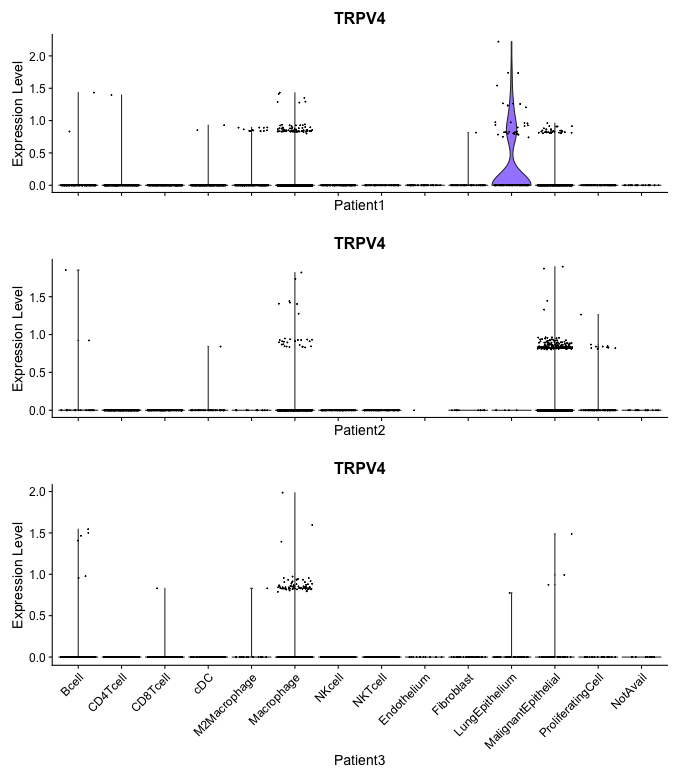 TRPV4
Expression Level
2.0
1.5
1.0
0.5
0.0
Patient1
TRPV4
Expression Level
1.5
1.0
0.5
0.0
Patient2
TRPV4
Expression Level
2.0
1.5
1.0
0.5
0.0
Bcell
CD4Tcell
CD8Tcell
cDC
M2Macrophage
Macrophage
NKcell
NKTcell
Endothelium
Fibroblast
LungEpithelium
MalignantEpithelial
ProliferatingCell
NotAvail
Patient3